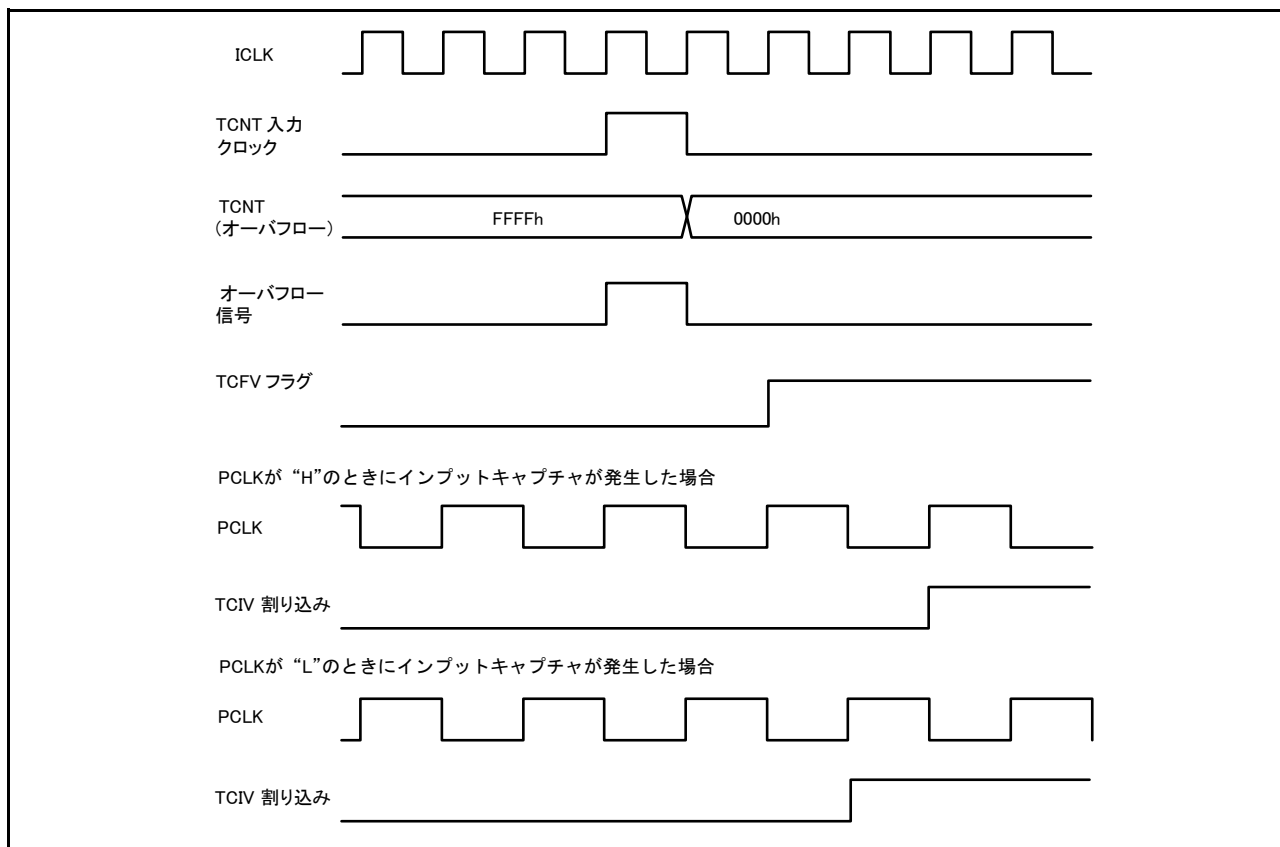 ICLK
TCNT 入力
クロック
TCNT
(オーバフロー)
FFFFh
0000h
オーバフロー
信号
TCFV フラグ
PCLKが “H”のときにインプットキャプチャが発生した場合
PCLK
TCIV 割り込み
PCLKが “L”のときにインプットキャプチャが発生した場合
PCLK
TCIV 割り込み